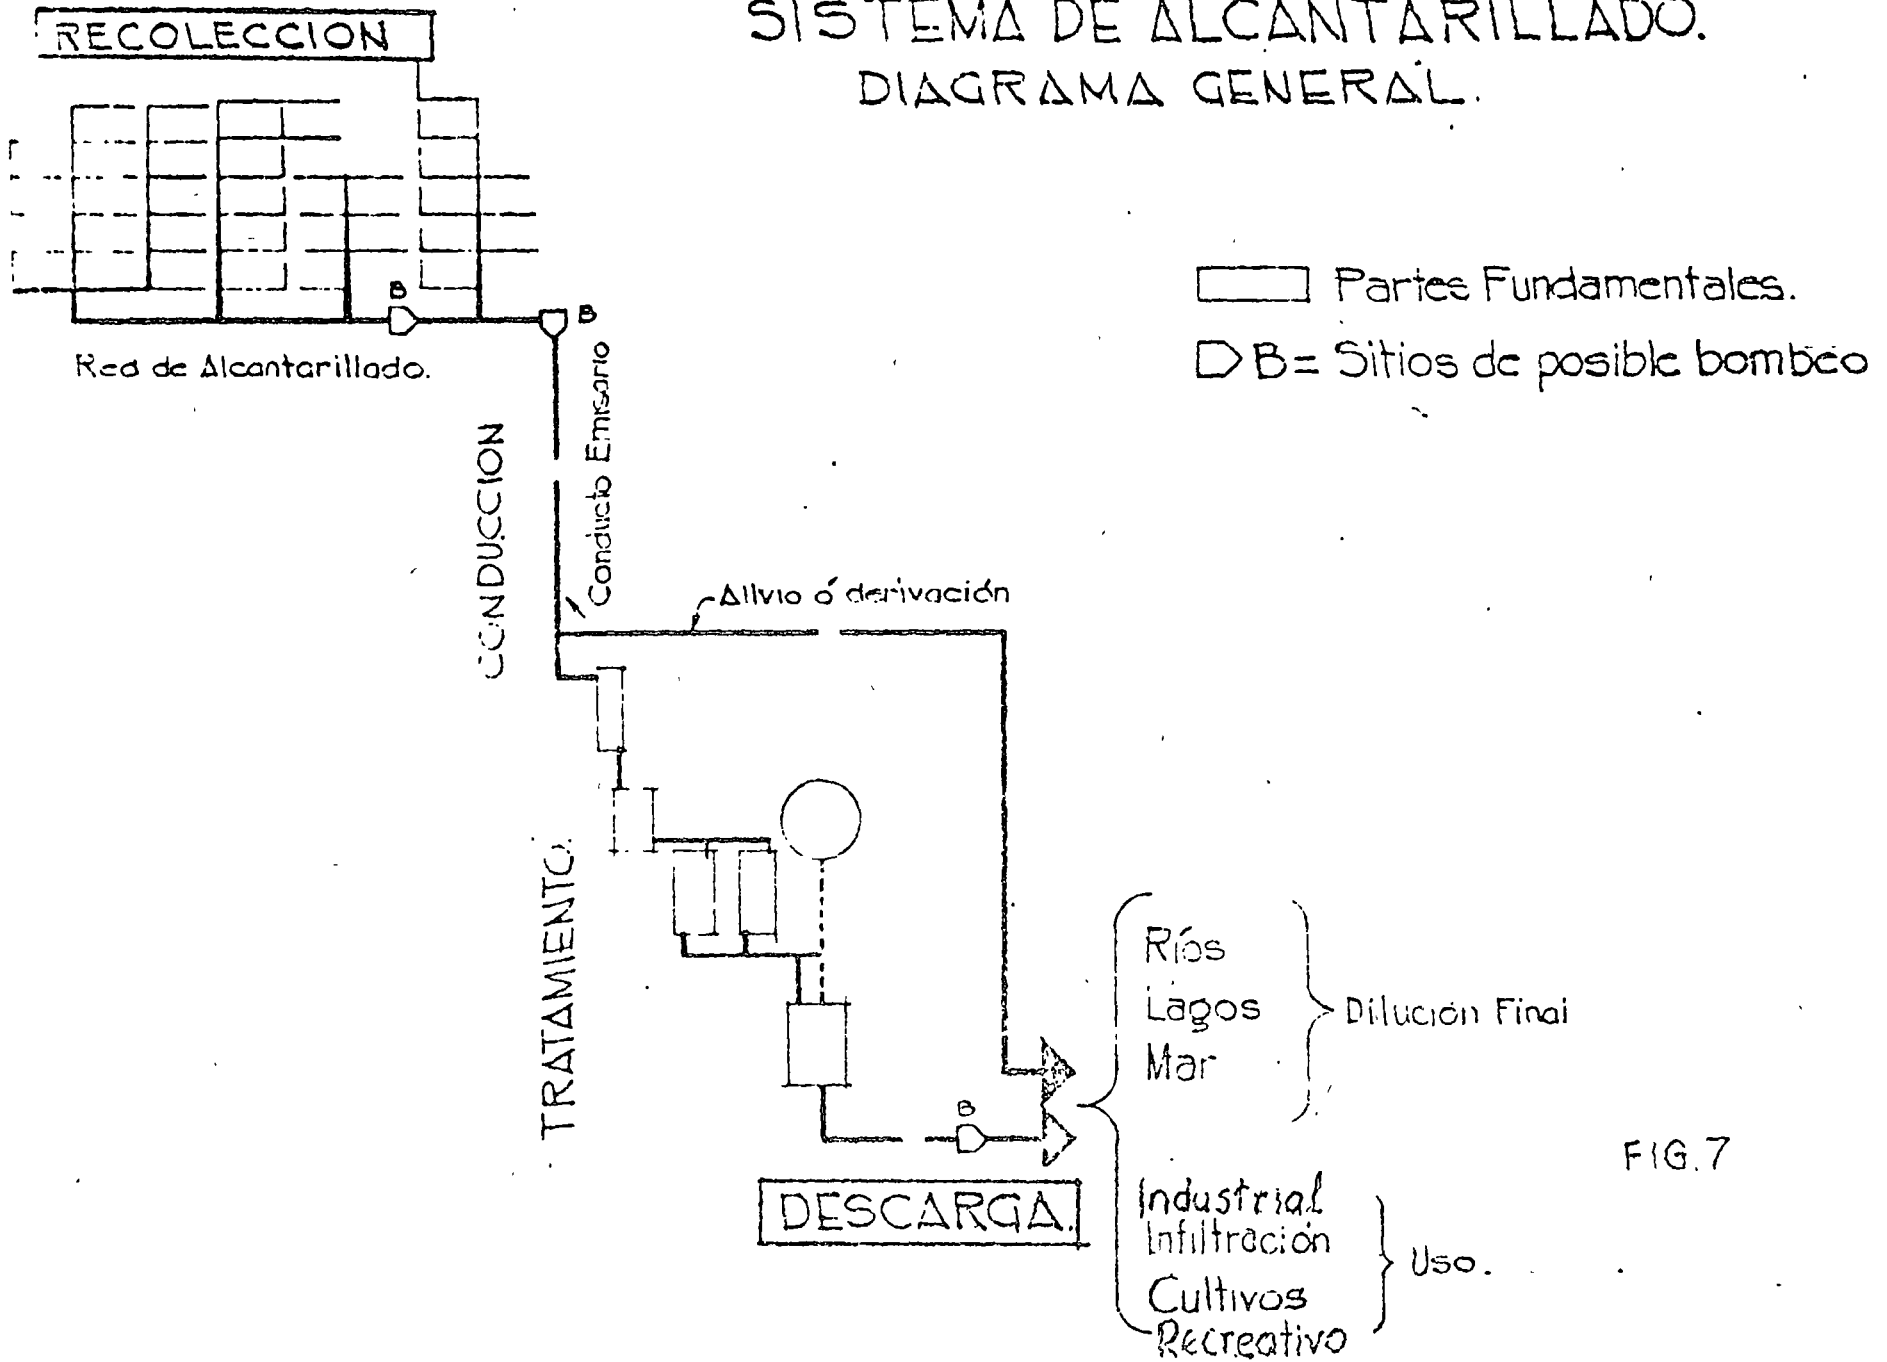 SISTEMA DE ALCANTARILLADO.
DIAGRAMA GENERAL.
RECOLECCION
B
B
Red de Alcantarillado.
Partes Fundamentales.
B = Sitios de posible bombeo
CONDUCCION
Conducto Emisario
Alivio ó derivación
TRATAMIENTO.
Ríos
Lagos
Mar
Dilución Final
B
DESCARGA.
FIG. 7
Industrial
Infiltración
Cultivos
Recreativo
Uso.